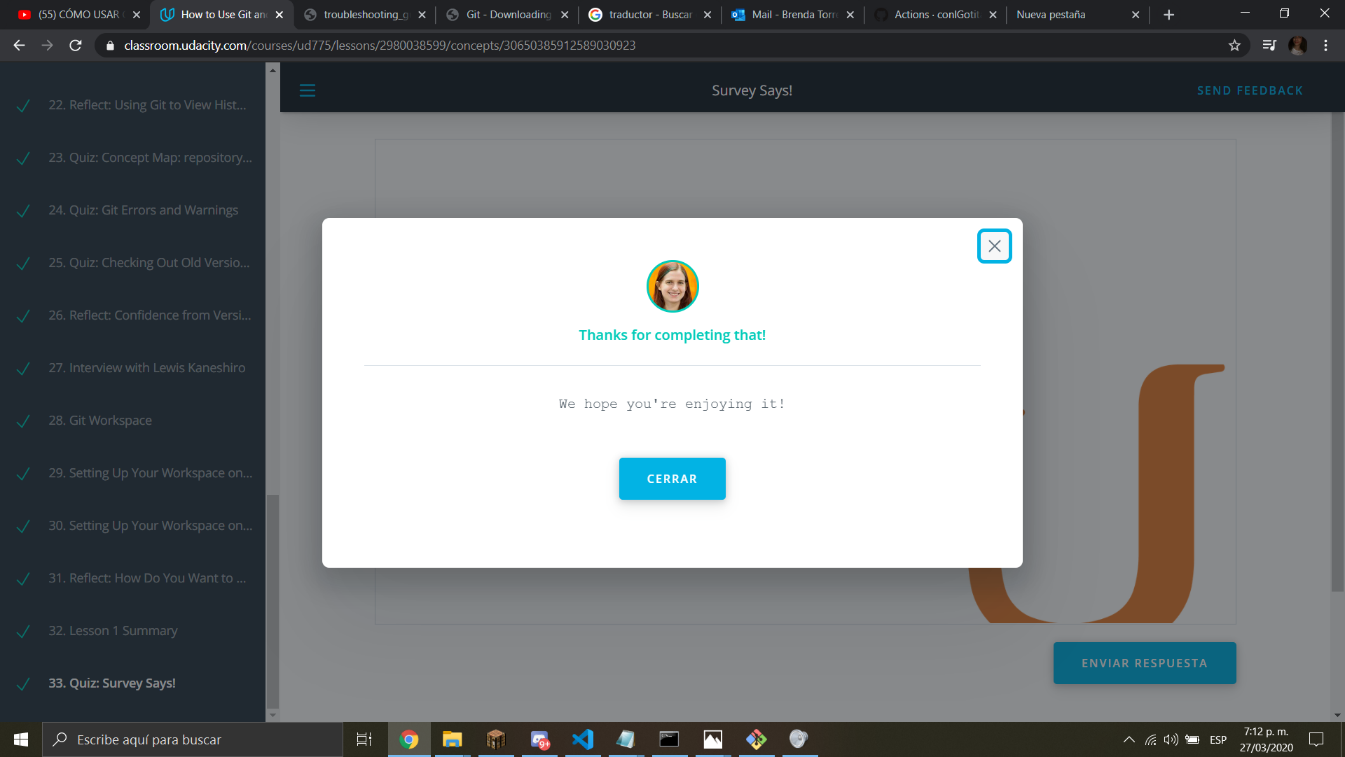 (55) CÓMO USAR
How to Use Git an
troubleshooting_g
Git - Downloading
traductor - Buscar
Mail - Brenda Torr
Actions · conlGotit
Nueva pestaña
classroom.udacity.com/courses/ud775/lessons/2980038599/concepts/30650385912589030923
22. Reflect: Using Git to View Hist...
23. Quiz: Concept Map: repository...
24. Quiz: Git Errors and Warnings
25. Quiz: Checking Out Old Versio...
26. Reflect: Confidence from Versi...
27. Interview with Lewis Kaneshiro
28. Git Workspace
29. Setting Up Your Workspace on...
30. Setting Up Your Workspace on...
31. Reflect: How Do You Want to ...
32. Lesson 1 Summary
33. Quiz: Survey Says!
Survey Says!
SEND FEEDBACK
Thanks for completing that!
We hope you're enjoying it!
CERRAR
ENVIAR RESPUESTA
Escribe aquí para buscar
9+
ESP
7:12 p. m.
27/03/2020